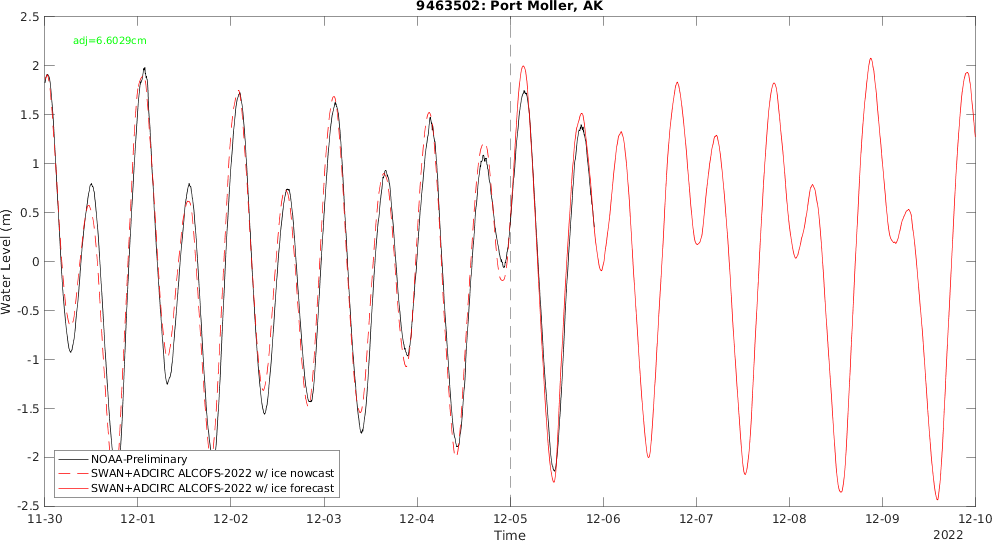 9463502: Port Moller, AK
adj=6.6029cm
Water Level (m)
2.5
2
1.5
1
0.5
0
-0.5
-1
-1.5
-2
-2.5
NOAA-Preliminary
SWAN+ADCIRC ALCOFS-2022 w/ ice nowcast
SWAN+ADCIRC ALCOFS-2022 w/ ice forecast
11-30 12-01 12-02 12-03 12-04 12-05 12-06 12-07 12-08 12-09 12-10
Time
2022